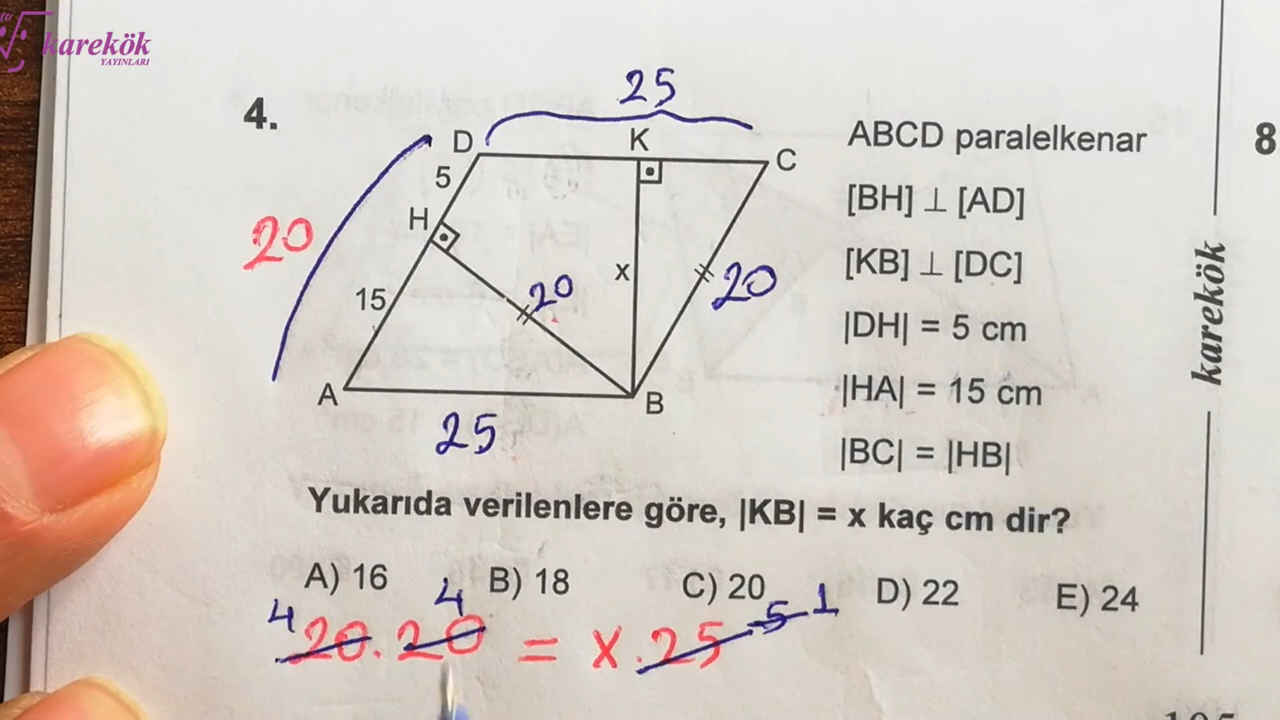 karekök
YAYINLARI
25
4.
D
K
C
ABCD paralelkenar
8
5
[BH] ⊥ [AD]
H
20
[KB] ⊥ [DC]
x
20
20
15
|DH| = 5 cm
karekök
A
B
|HA| = 15 cm
25
|BC| = |HB|
Yukarıda verilenlere göre, |KB| = x kaç cm dir?
A) 16 B) 18 C) 20 D) 22 E) 24
4 4 5 1
20 . 20 = x . 25